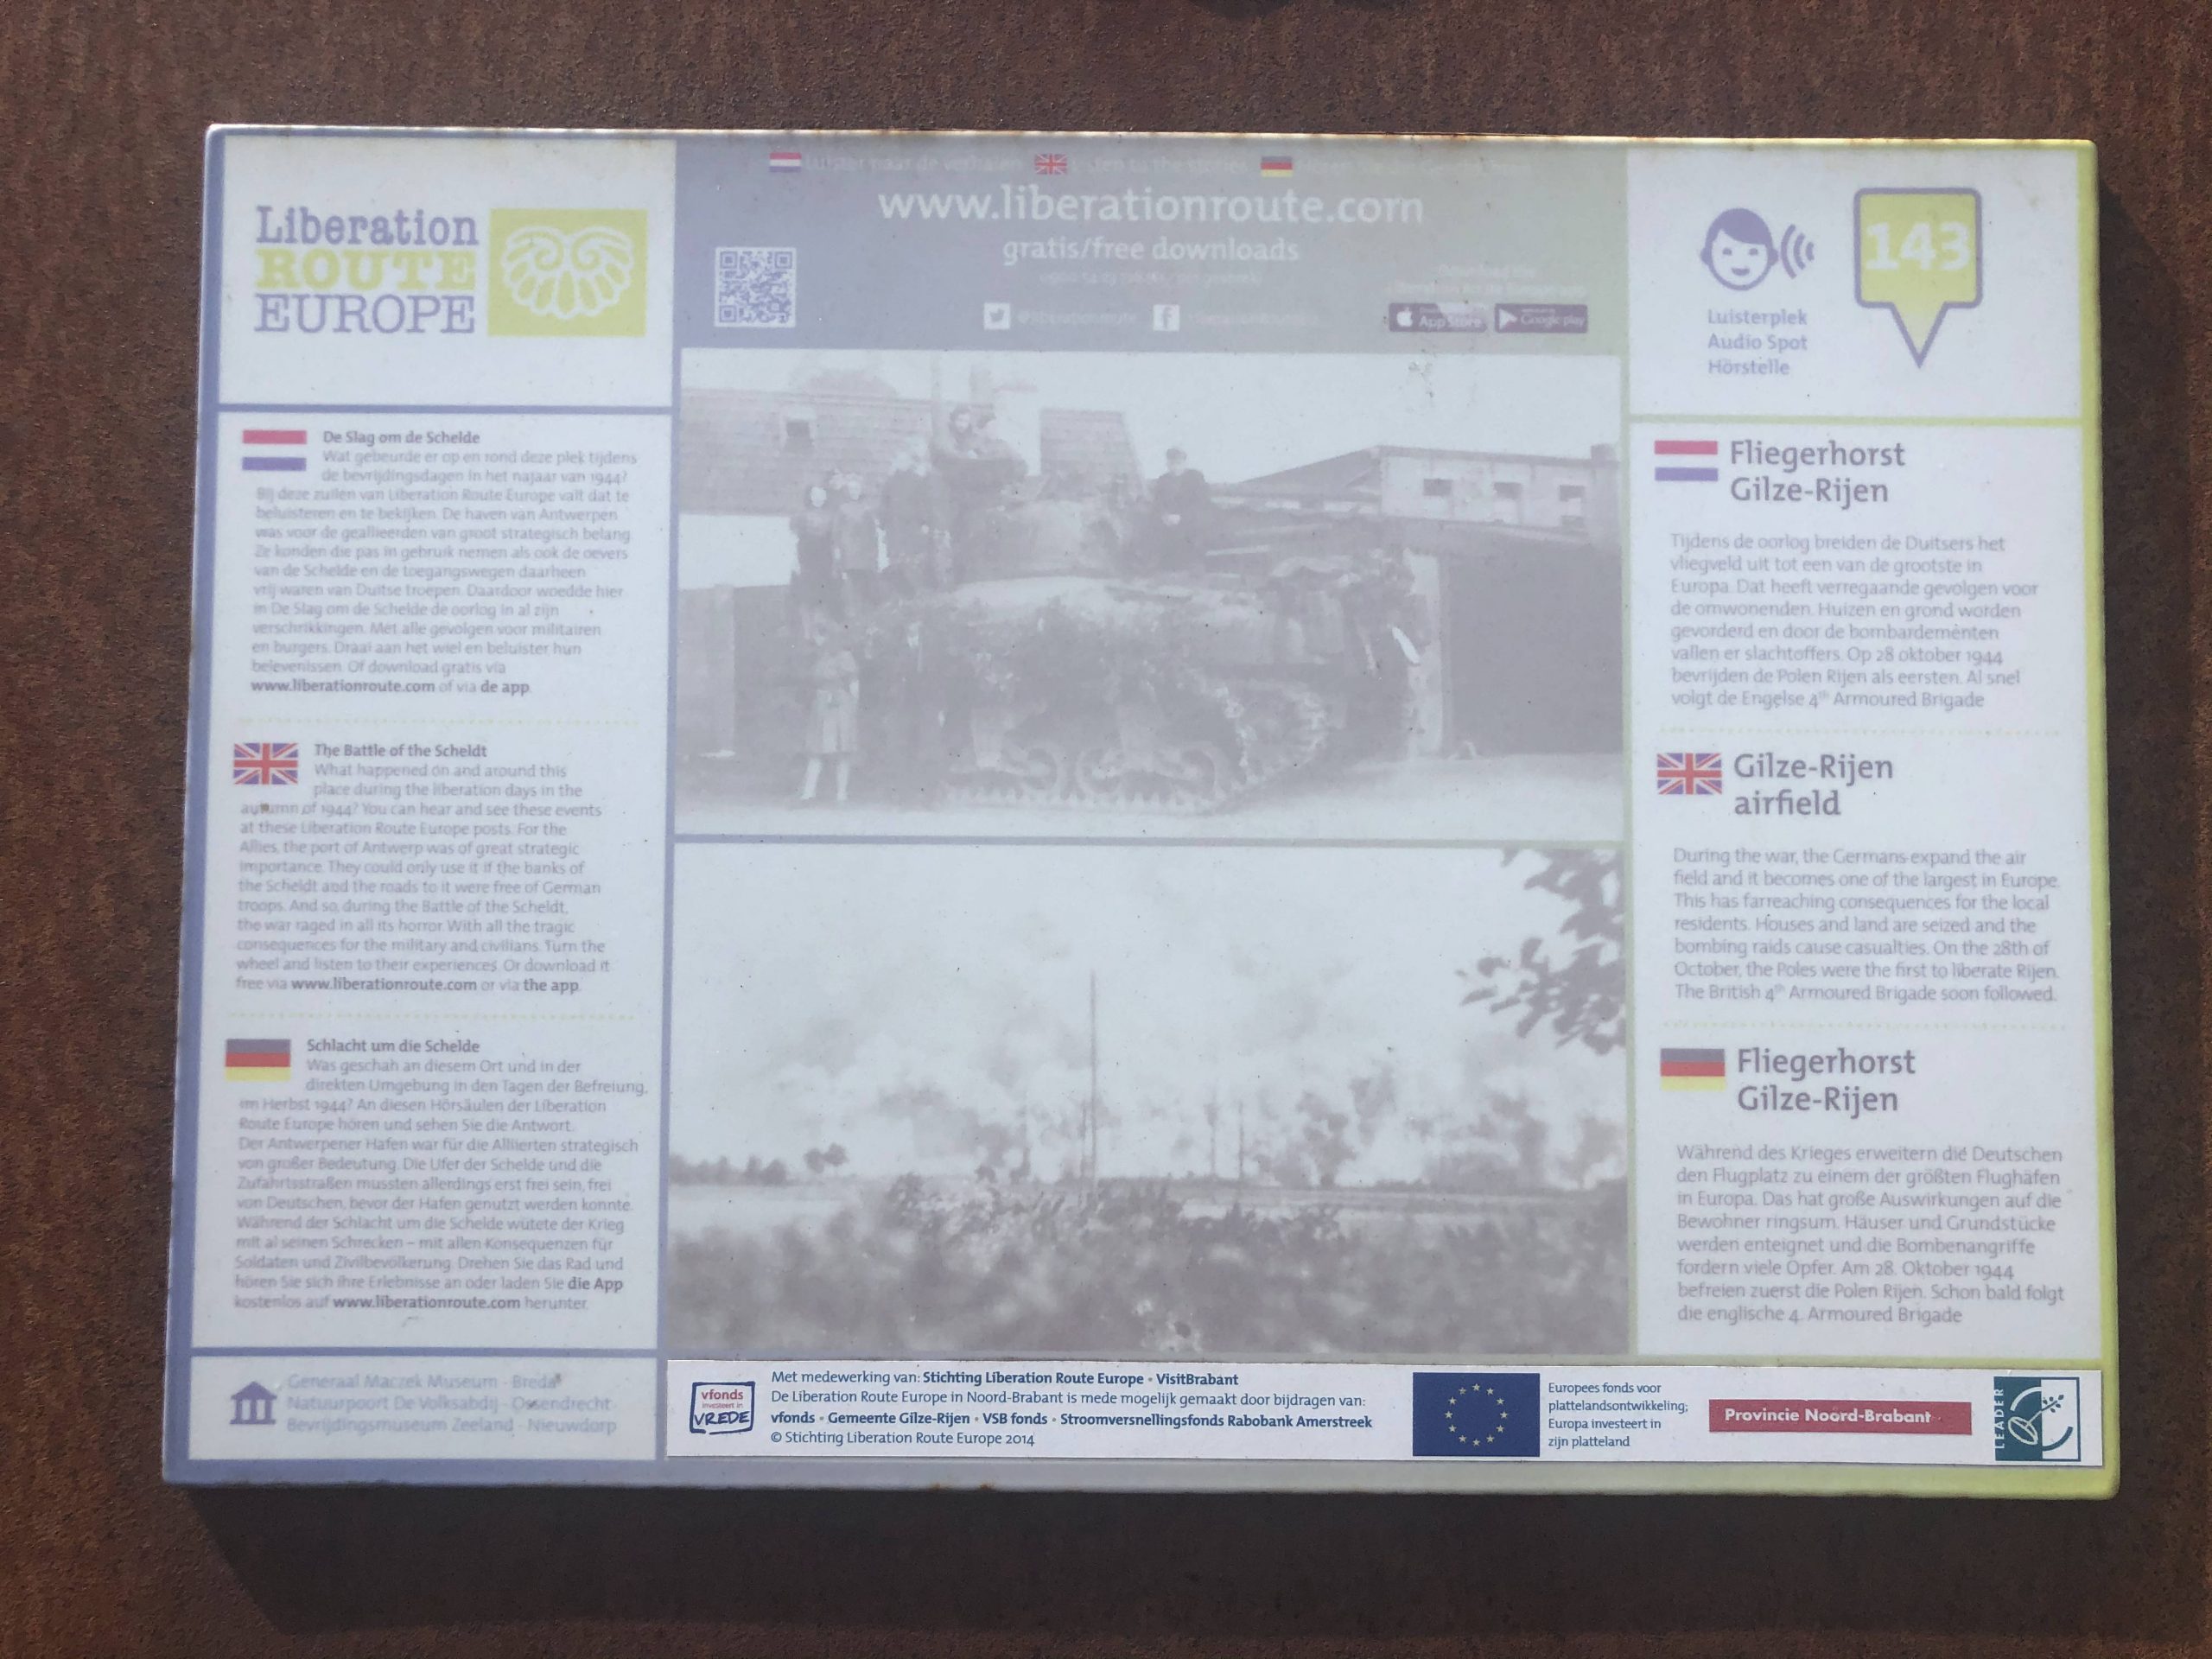 Liberation
ROUTE
EUROPE
luister naar de verhalen
listen to the stories
www.liberationroute.com
gratis/free downloads
App Store
Google play
143
Luisterplek
Audio Spot
Hörstelle
De Slag om de Schelde
Wat gebeurde er op en rond deze plek tijdens
de bevrijdingsdagen in het najaar van 1944?
Bij deze zuilen van Liberation Route Europe valt dat te
beluisteren en te bekijken. De haven van Antwerpen
was voor de geallieerden van groot strategisch belang.
Ze konden die pas in gebruik nemen als ook de oevers
van de Schelde en de toegangswegen daarheen
vrij waren van Duitse troepen. Daardoor woedde hier
in De Slag om de Schelde de oorlog in al zijn
verschrikkingen. Met alle gevolgen voor militairen
en burgers. Draai aan het wiel en beluister hun
belevenissen. Of download gratis via
www.liberationroute.com of via de app.
The Battle of the Scheldt
What happened on and around this
place during the liberation days in the
autumn of 1944? You can hear and see these events
at these Liberation Route Europe posts. For the
Allies, the port of Antwerp was of great strategic
importance. They could only use it if the banks of
the Scheldt and the roads to it were free of German
troops. And so, during the Battle of the Scheldt,
the war raged in all its horror. With all the tragic
consequences for the military and civilians. Turn the
wheel and listen to their experiences. Or download it
free via www.liberationroute.com or via the app.
Schlacht um die Schelde
Was geschah an diesem Ort und in der
direkten Umgebung in den Tagen der Befreiung,
im Herbst 1944? An diesen Hörsäulen der Liberation
Route Europe hören und sehen Sie die Antwort.
Der Antwerpener Hafen war für die Alliierten strategisch
von großer Bedeutung. Die Ufer der Schelde und die
Zufahrtsstraßen mussten allerdings erst frei sein, frei
von Deutschen, bevor der Hafen genutzt werden konnte.
Während der Schlacht um die Schelde wütete der Krieg
mit al seinen Schrecken – mit allen Konsequenzen für
Soldaten und Zivilbevölkerung. Drehen Sie das Rad und
hören Sie sich ihre Erlebnisse an oder laden Sie die App
kostenlos auf www.liberationroute.com herunter.
Generaal Maczek Museum - Breda
Natuurpoort De Volksabdij - Ossendrecht
Bevrijdingsmuseum Zeeland - Nieuwdorp
Fliegerhorst
Gilze-Rijen
Tijdens de oorlog breiden de Duitsers het
vliegveld uit tot een van de grootste in
Europa. Dat heeft verregaande gevolgen voor
de omwonenden. Huizen en grond worden
gevorderd en door de bombardementen
vallen er slachtoffers. Op 28 oktober 1944
bevrijden de Polen Rijen als eersten. Al snel
volgt de Engelse 4th Armoured Brigade
Gilze-Rijen
airfield
During the war, the Germans expand the air
field and it becomes one of the largest in Europe.
This has farreaching consequences for the local
residents. Houses and land are seized and the
bombing raids cause casualties. On the 28th of
October, the Poles were the first to liberate Rijen.
The British 4th Armoured Brigade soon followed.
Fliegerhorst
Gilze-Rijen
Während des Krieges erweitern die Deutschen
den Flugplatz zu einem der größten Flughäfen
in Europa. Das hat große Auswirkungen auf die
Bewohner ringsum. Häuser und Grundstücke
werden enteignet und die Bombenangriffe
fordern viele Opfer. Am 28. Oktober 1944
befreien zuerst die Polen Rijen. Schon bald folgt
die englische 4. Armoured Brigade
vfonds
investeert in
VREDE
Met medewerking van: Stichting Liberation Route Europe • VisitBrabant
De Liberation Route Europe in Noord-Brabant is mede mogelijk gemaakt door bijdragen van:
vfonds • Gemeente Gilze-Rijen • VSB fonds • Stroomversnellingsfonds Rabobank Amerstreek
© Stichting Liberation Route Europe 2014
Europees fonds voor
plattelandsontwikkeling;
Europa investeert in
zijn platteland
Provincie Noord-Brabant
LEADER